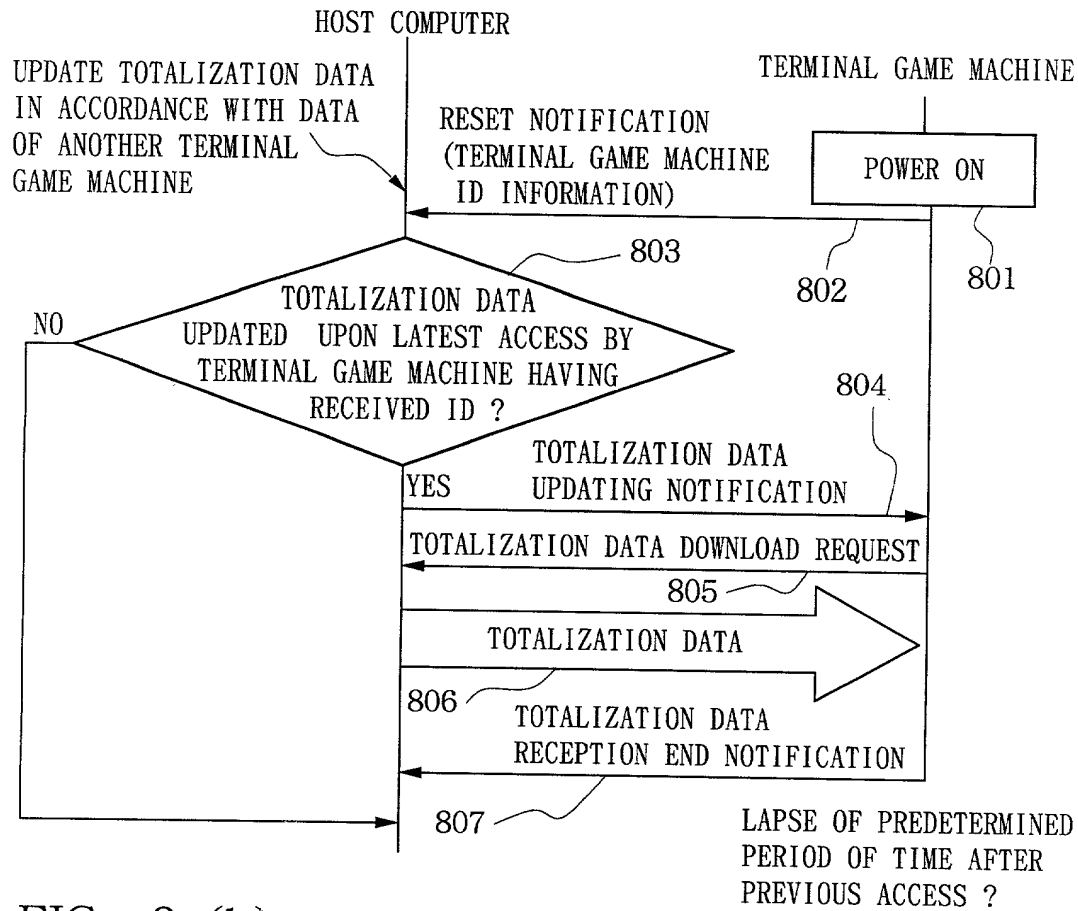 HOST COMPUTER
UPDATE TOTALIZATION DATA
IN ACCORDANCE WITH DATA
OF ANOTHER TERMINAL
GAME MACHINE
TERMINAL GAME MACHINE
RESET NOTIFICATION
(TERMINAL GAME MACHINE
ID INFORMATION)
POWER ON
802
801
803
TOTALIZATION DATA
UPDATED UPON LATEST ACCESS BY
TERMINAL GAME MACHINE HAVING
RECEIVED ID ?
NO
804
YES
TOTALIZATION DATA
UPDATING NOTIFICATION
TOTALIZATION DATA DOWNLOAD REQUEST
805
TOTALIZATION DATA
806
TOTALIZATION DATA
RECEPTION END NOTIFICATION
807
LAPSE OF PREDETERMINED
PERIOD OF TIME AFTER
PREVIOUS ACCESS ?